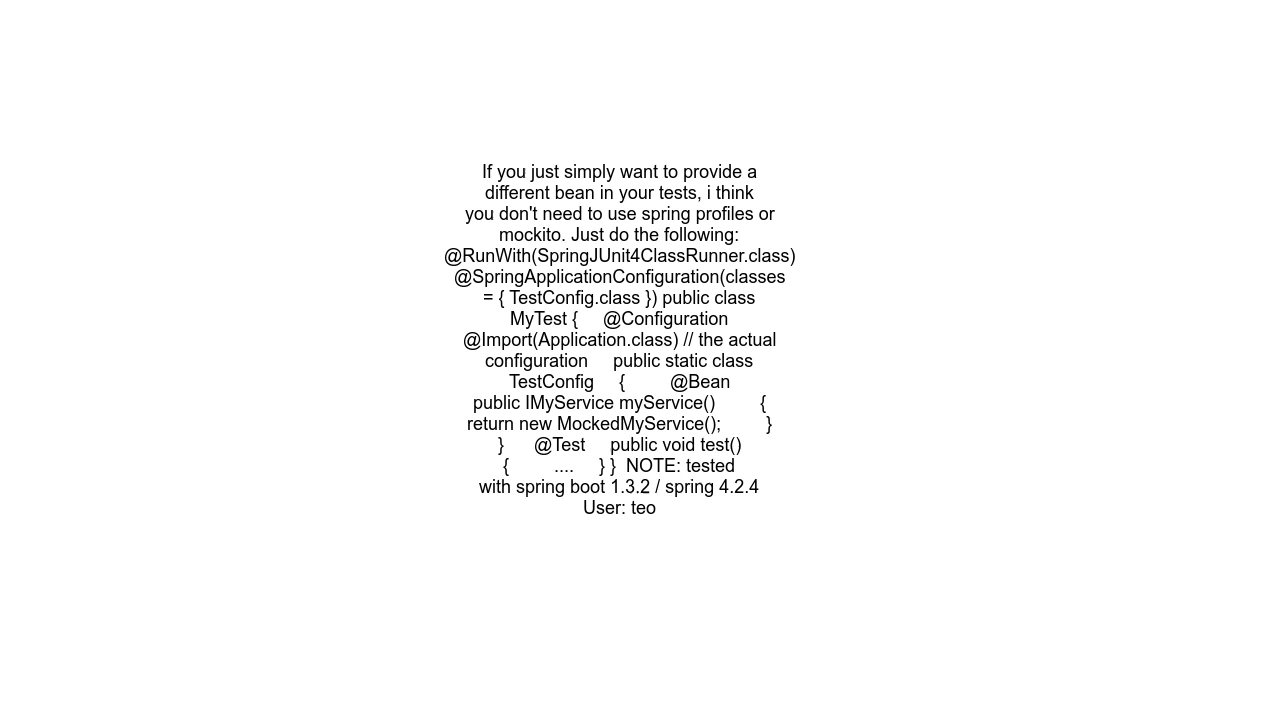 If you just simply want to provide a
different bean in your tests, i think
you don't need to use spring profiles or
mockito. Just do the following:
@RunWith(SpringJUnit4ClassRunner.class)
@SpringApplicationConfiguration(classes
= { TestConfig.class }) public class
MyTest {     @Configuration
@Import(Application.class) // the actual
configuration     public static class
TestConfig     {         @Bean
public IMyService myService()         {
return new MockedMyService();         }
}      @Test     public void test()
{         ....     } }  NOTE: tested
with spring boot 1.3.2 / spring 4.2.4
User: teo